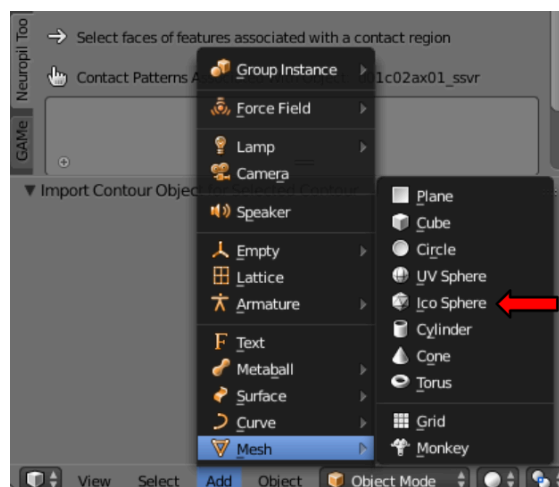 Neuropil Too
GAMe
Select faces of features associated with a contact region
Contact Patterns A
1c02ax01_ssvr
Import Contour Objec
Group Instance
Force Field
Lamp
Camera
Speaker
Empty
Lattice
Armature
Text
Metaball
Surface
Curve
Mesh
Plane
Cube
Circle
UV Sphere
Ico Sphere
Cylinder
Cone
Torus
Grid
Monkey
View Select Add Object Object Mode